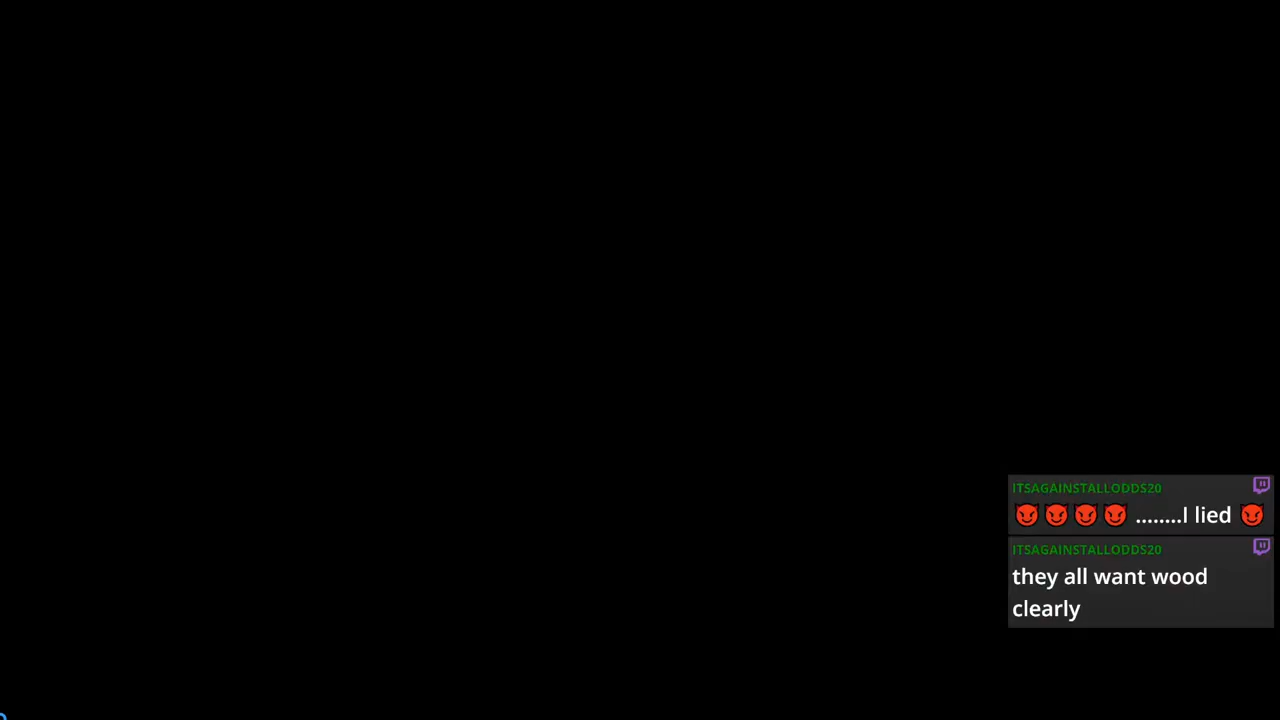 ITSAGAINSTALLODDS20
😈😈😈😈 ........I lied 😈
ITSAGAINSTALLODDS20
they all want wood
clearly